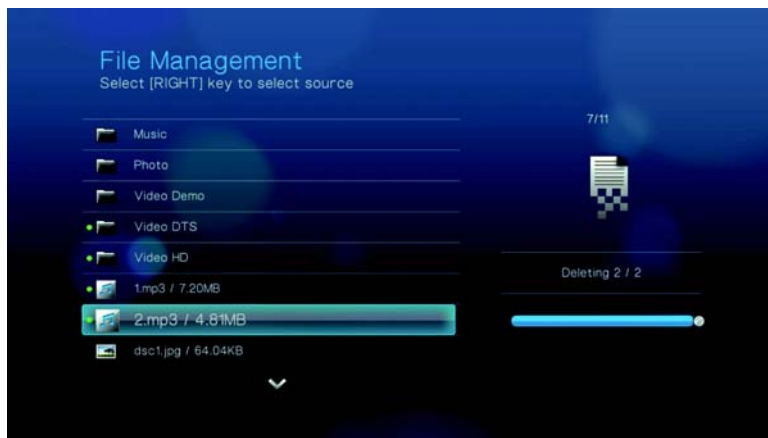 File Management
Select [RIGHT] key to select source
7/11
Music
Photo
Video Demo
Video DTS
Video HD
1.mp3 / 7.20MB
2.mp3 / 4.81MB
dsc1.jpg / 64.04KB
Deleting 2 / 2